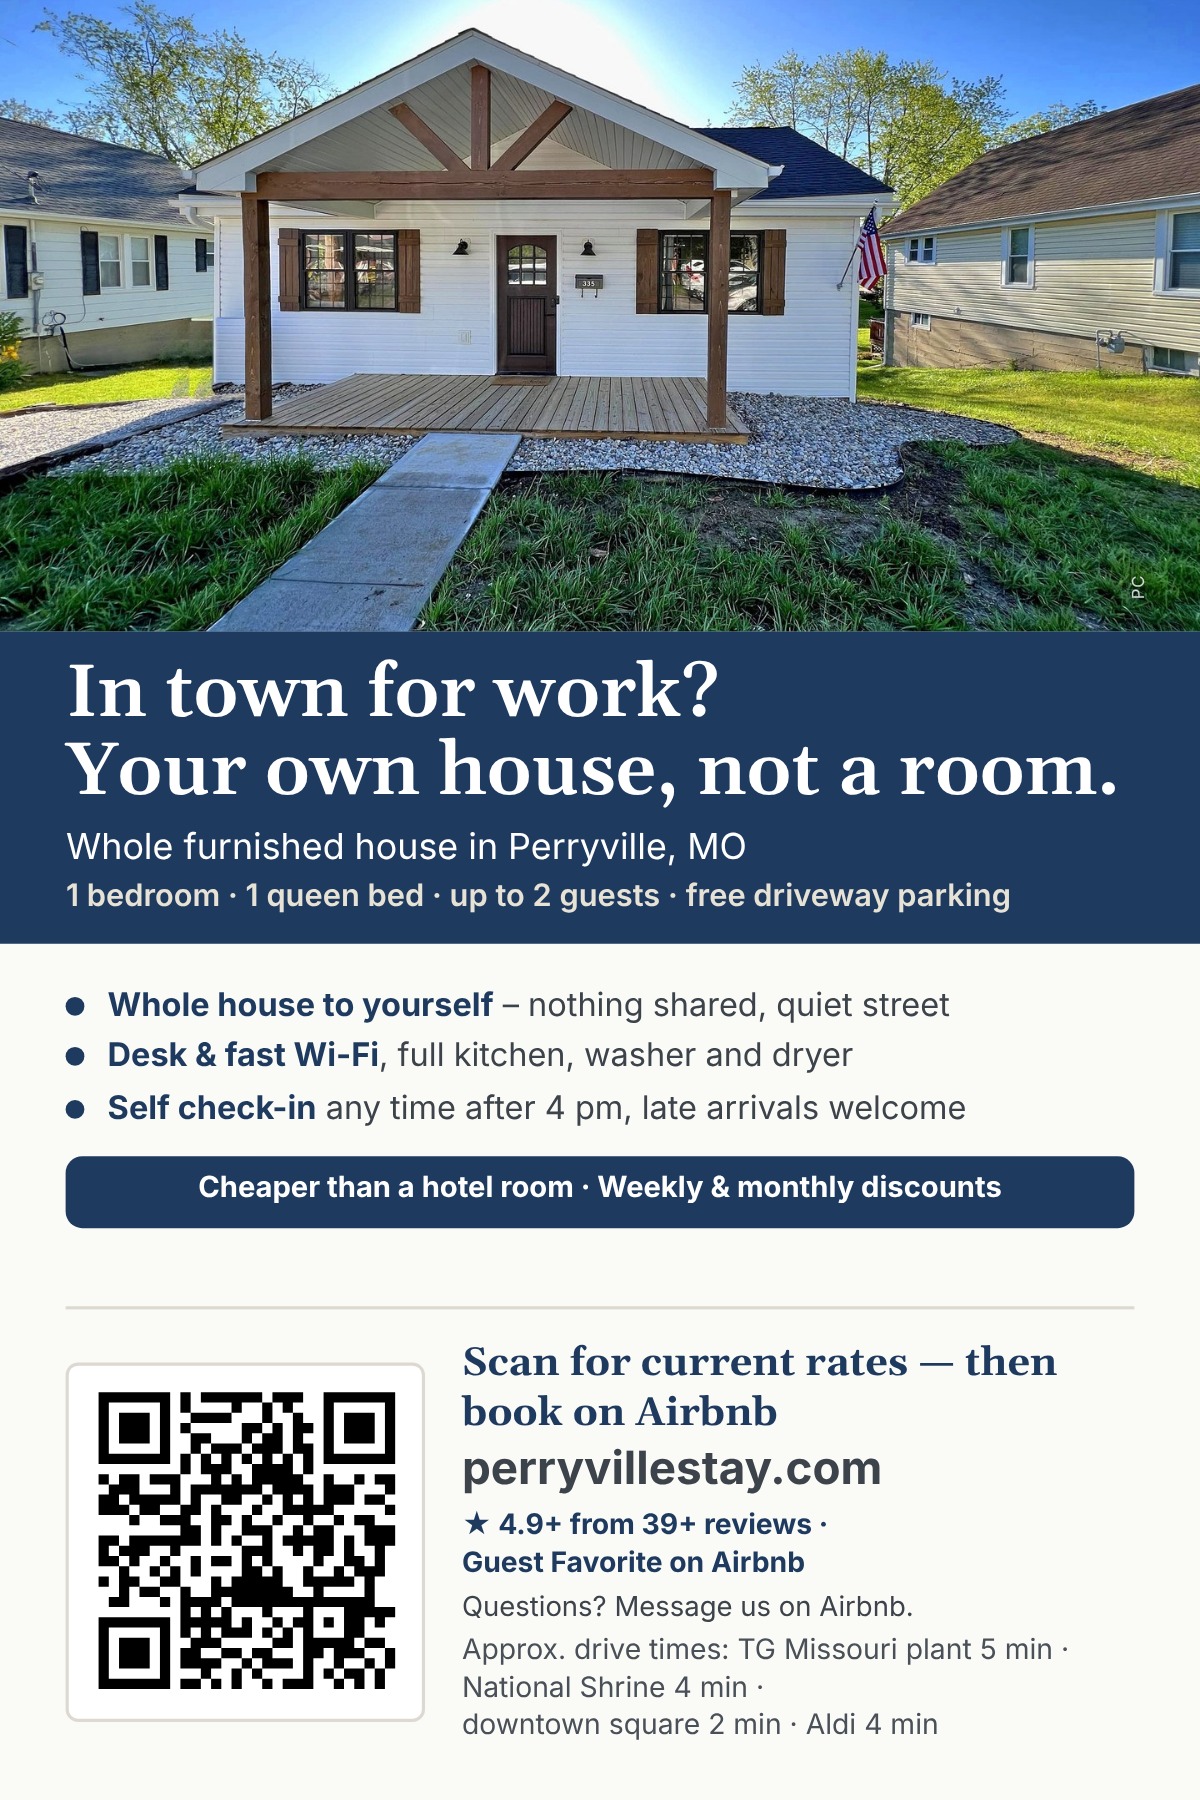 335
PC
In town for work?
Your own house, not a room.
Whole furnished house in Perryville, MO
1 bedroom · 1 queen bed · up to 2 guests · free driveway parking
● Whole house to yourself – nothing shared, quiet street
● Desk & fast Wi-Fi, full kitchen, washer and dryer
● Self check-in any time after 4 pm, late arrivals welcome
Cheaper than a hotel room · Weekly & monthly discounts
Scan for current rates — then
book on Airbnb
perryvillestay.com
★ 4.9+ from 39+ reviews ·
Guest Favorite on Airbnb
Questions? Message us on Airbnb.
Approx. drive times: TG Missouri plant 5 min ·
National Shrine 4 min ·
downtown square 2 min · Aldi 4 min